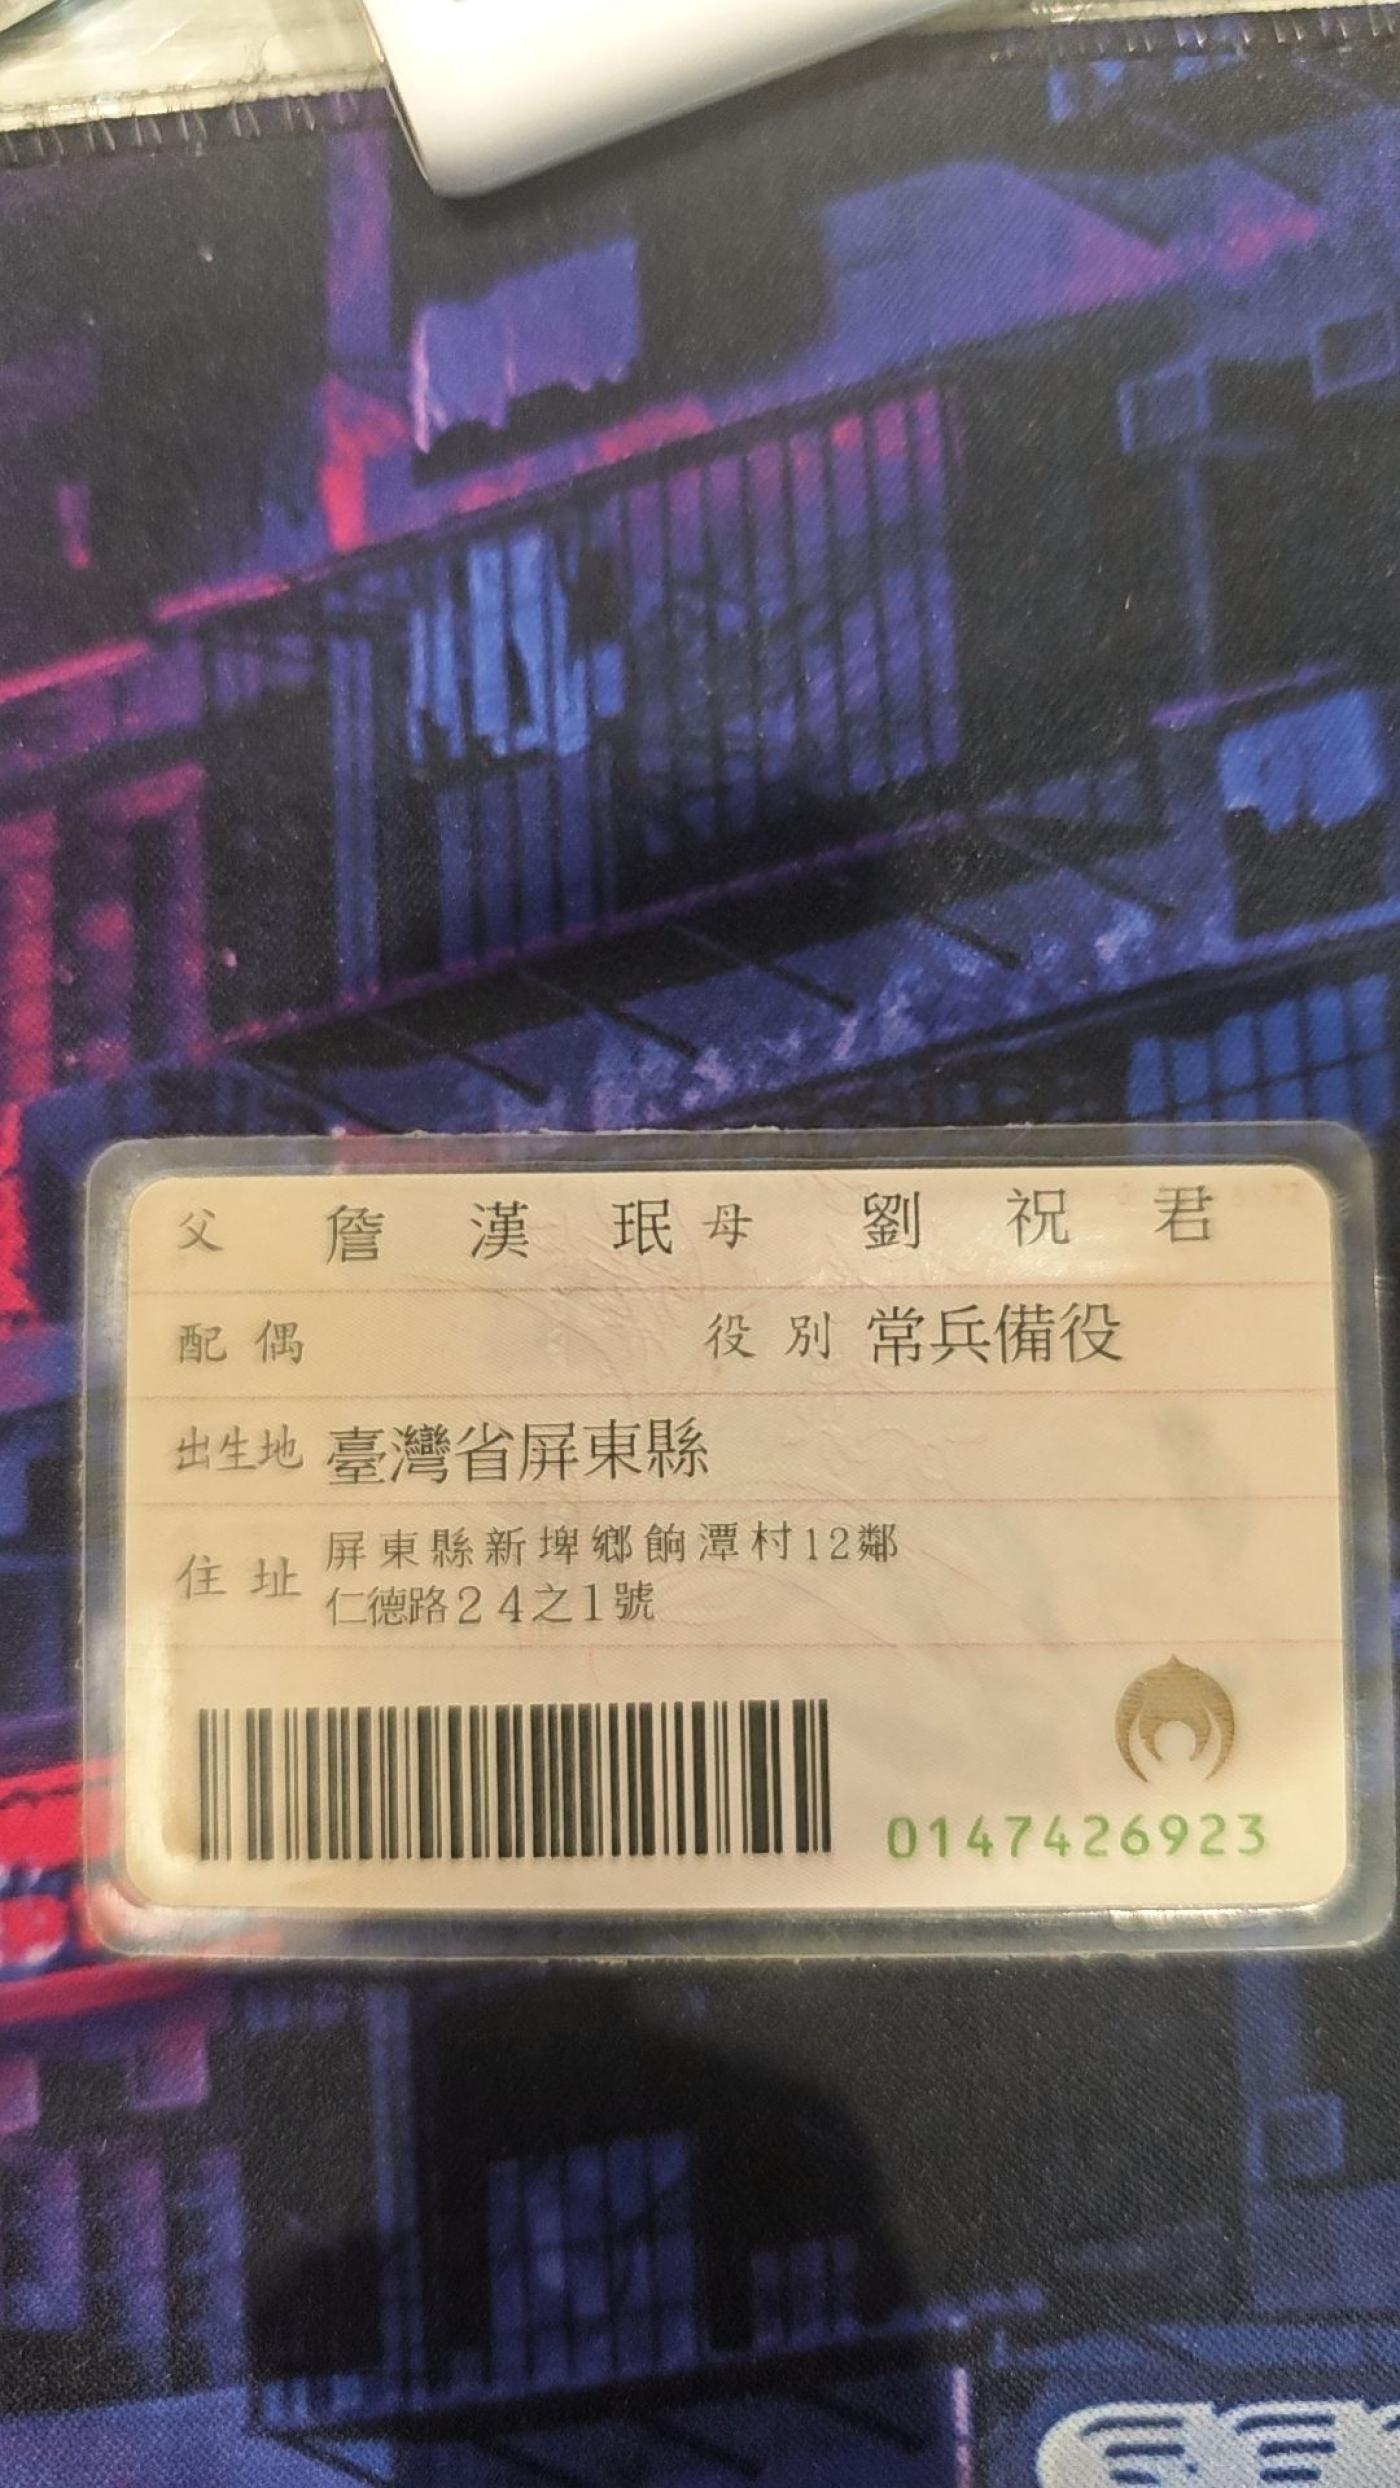 父 詹漢珉 母 劉祝君
配偶 役別 常兵備役
出生地 臺灣省屏東縣
住址 屏東縣新埤鄉餉潭村12鄰
仁德路24之1號
0147426923